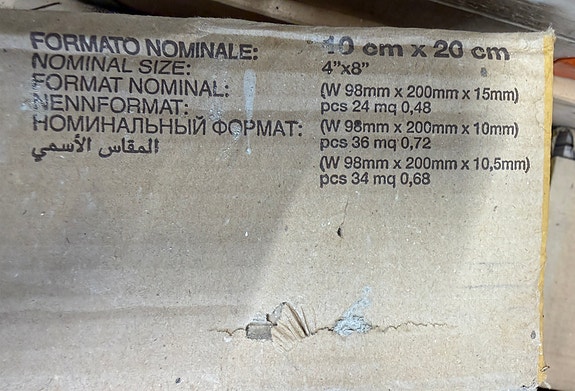 FORMATO NOMINALE: 10 cm x 20 cm
NOMINAL SIZE: 4"x8"
FORMAT NOMINAL: (W 98mm x 200mm x 15mm)
NENNFORMAT: pcs 24 mq 0,48
НОМИНАЛЬНЫЙ ФОРМАТ: (W 98mm x 200mm x 10mm)
المقاس الأسمي pcs 36 mq 0,72
(W 98mm x 200mm x 10,5mm)
pcs 34 mq 0,68